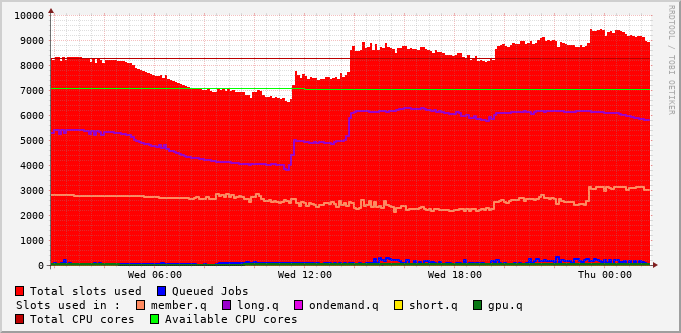 10000
9000
8000
7000
6000
5000
4000
3000
2000
1000
0
Wed 06:00 Wed 12:00 Wed 18:00 Thu 00:00
RRDTOOL / TOBI OETIKER
Total slots used Queued Jobs
Slots used in : member.q long.q ondemand.q short.q gpu.q
Total CPU cores Available CPU cores